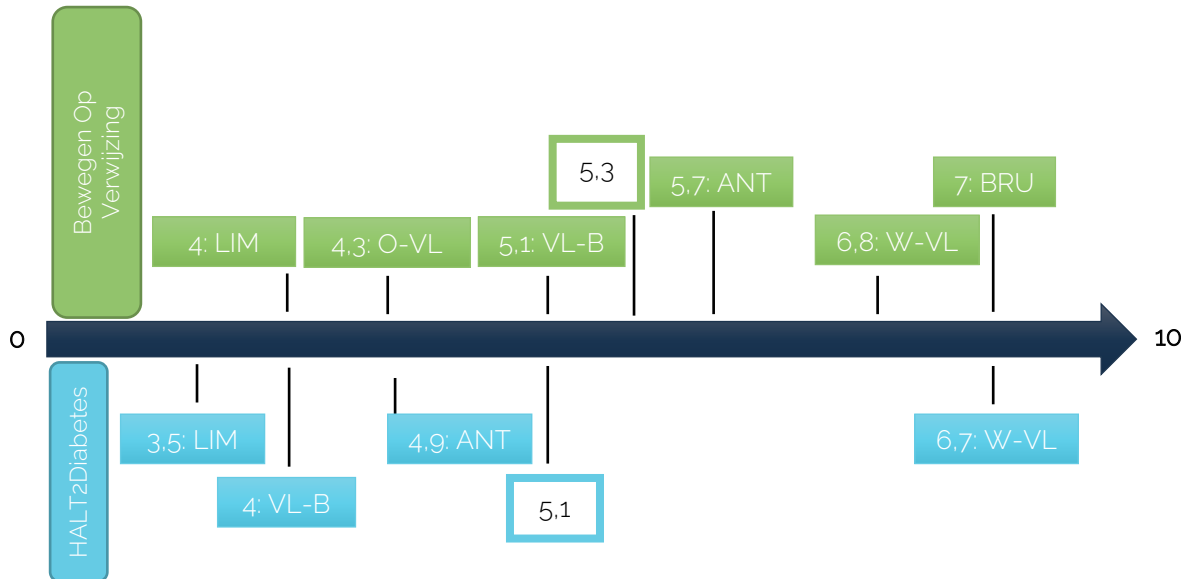 Bewegen Op
Verwijzing
5,3
5,7: ANT
7: BRU
4: LIM
4,3: O-VL
5,1: VL-B
6,8: W-VL
0
10
HALT2Diabetes
3,5: LIM
4,9: ANT
6,7: W-VL
4: VL-B
5,1